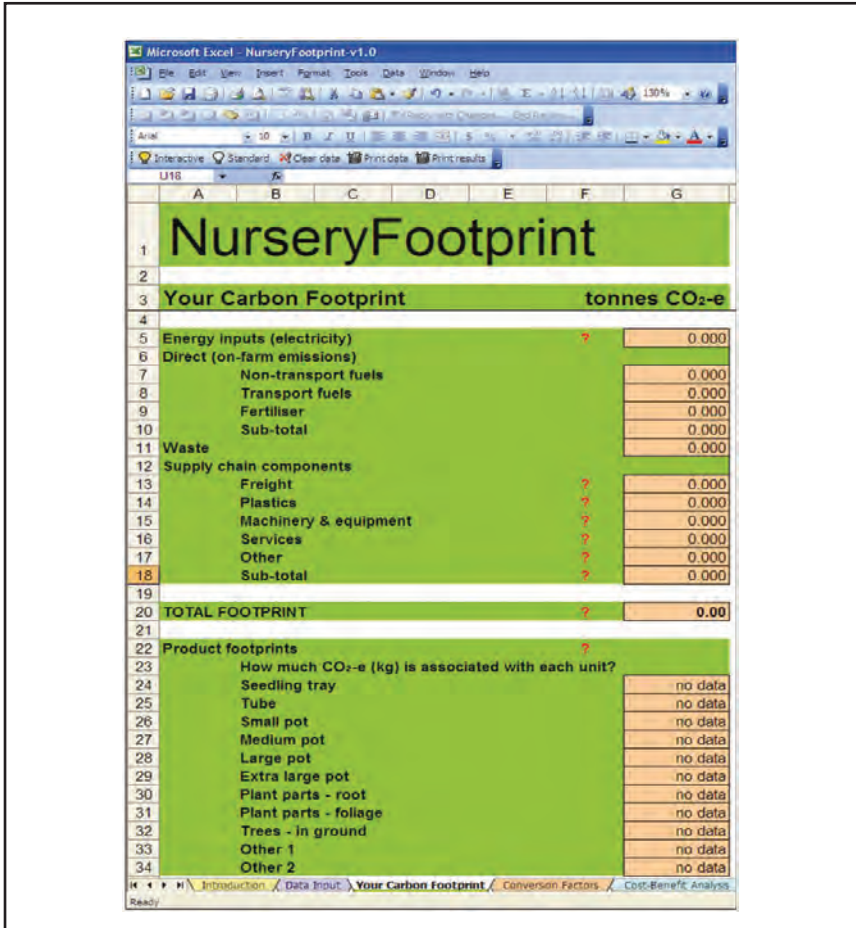 Microsoft Excel - NurseryFootprint-v1.0
File Edit View Insert Format Tools Data Window Help
130%
Arial 10 B I U
Interactive Standard Clear data Print data Print results
U18 fx
A B C D E F G
1 NurseryFootprint
2
3 Your Carbon Footprint tonnes CO₂-e
4
5 Energy inputs (electricity) ? 0.000
6 Direct (on-farm emissions)
7 Non-transport fuels 0.000
8 Transport fuels 0.000
9 Fertiliser 0.000
10 Sub-total 0.000
11 Waste 0.000
12 Supply chain components
13 Freight ? 0.000
14 Plastics ? 0.000
15 Machinery & equipment ? 0.000
16 Services ? 0.000
17 Other ? 0.000
18 Sub-total ? 0.000
19
20 TOTAL FOOTPRINT ? 0.00
21
22 Product footprints ?
23 How much CO₂-e (kg) is associated with each unit?
24 Seedling tray no data
25 Tube no data
26 Small pot no data
27 Medium pot no data
28 Large pot no data
29 Extra large pot no data
30 Plant parts - root no data
31 Plant parts - foliage no data
32 Trees - in ground no data
33 Other 1 no data
34 Other 2 no data
Introduction Data Input Your Carbon Footprint Converson Factors Cost-Benefit Analysis
Ready